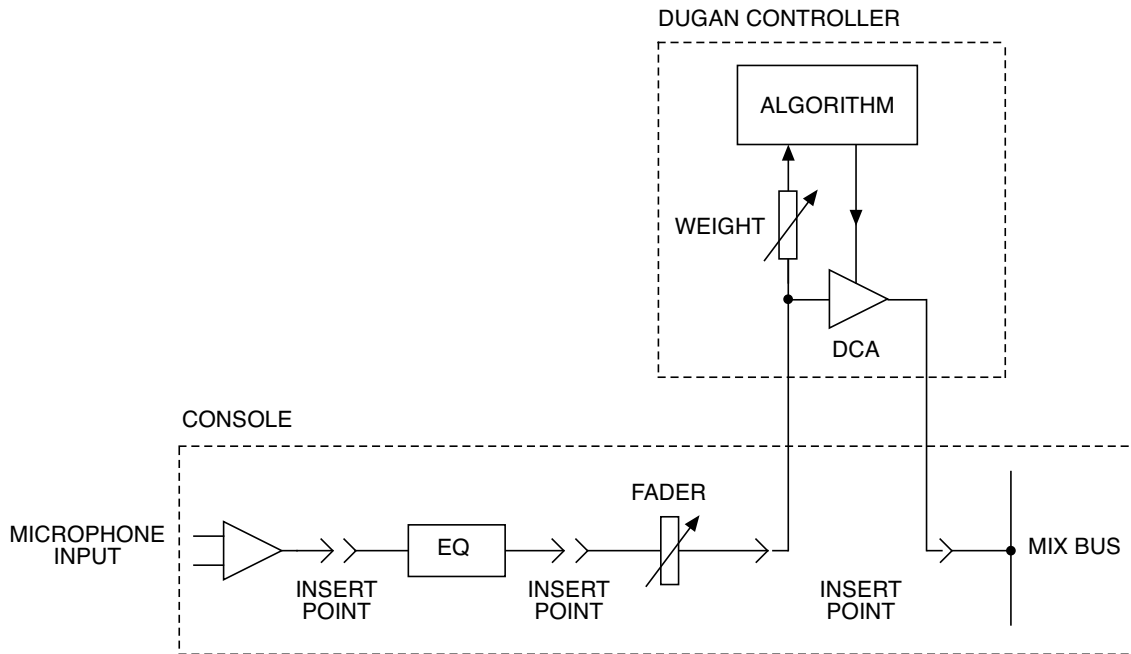 DUGAN CONTROLLER
ALGORITHM
WEIGHT
DCA
CONSOLE
FADER
MICROPHONE
INPUT
EQ
MIX BUS
INSERT
POINT
INSERT
POINT
INSERT
POINT